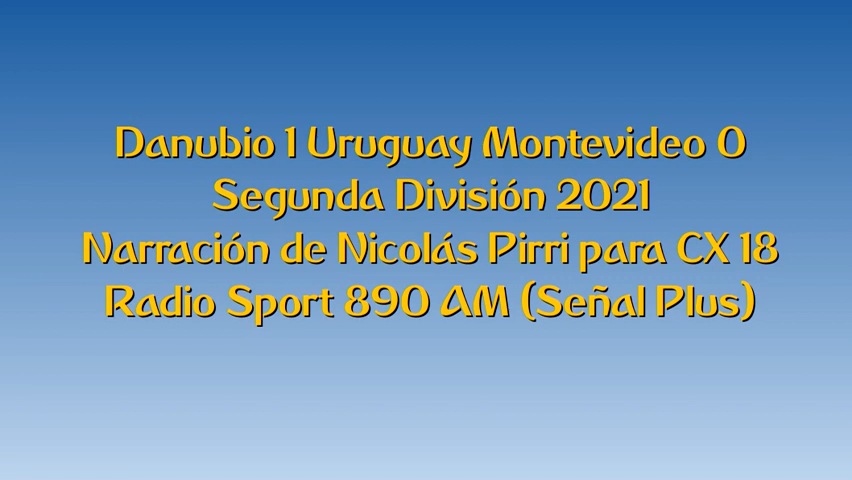 Danubio 1 Uruguay Montevideo 0
Segunda División 2021
Narración de Nicolás Pirri para CX 18
Radio Sport 890 AM (Señal Plus)